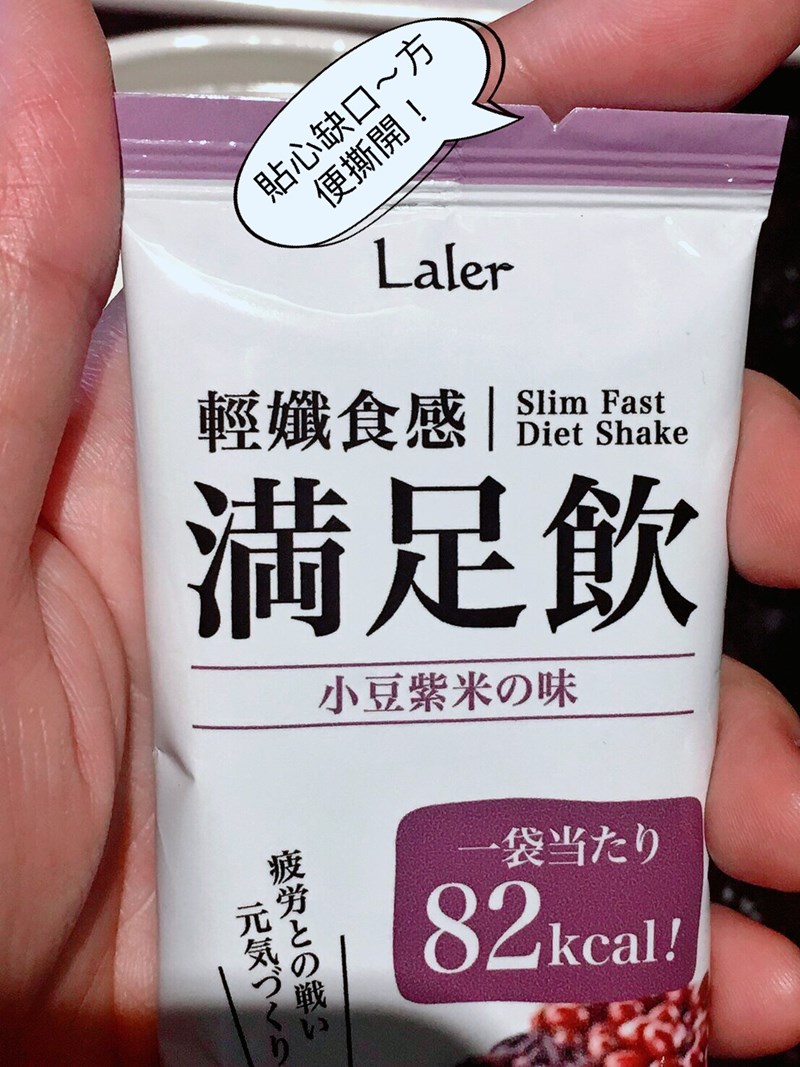 貼心缺口～方
便撕開！
Laler
輕孅食感
Slim Fast
Diet Shake
満足飲
小豆紫米の味
一袋当たり
82kcal!
疲労との戦い
元気づくり